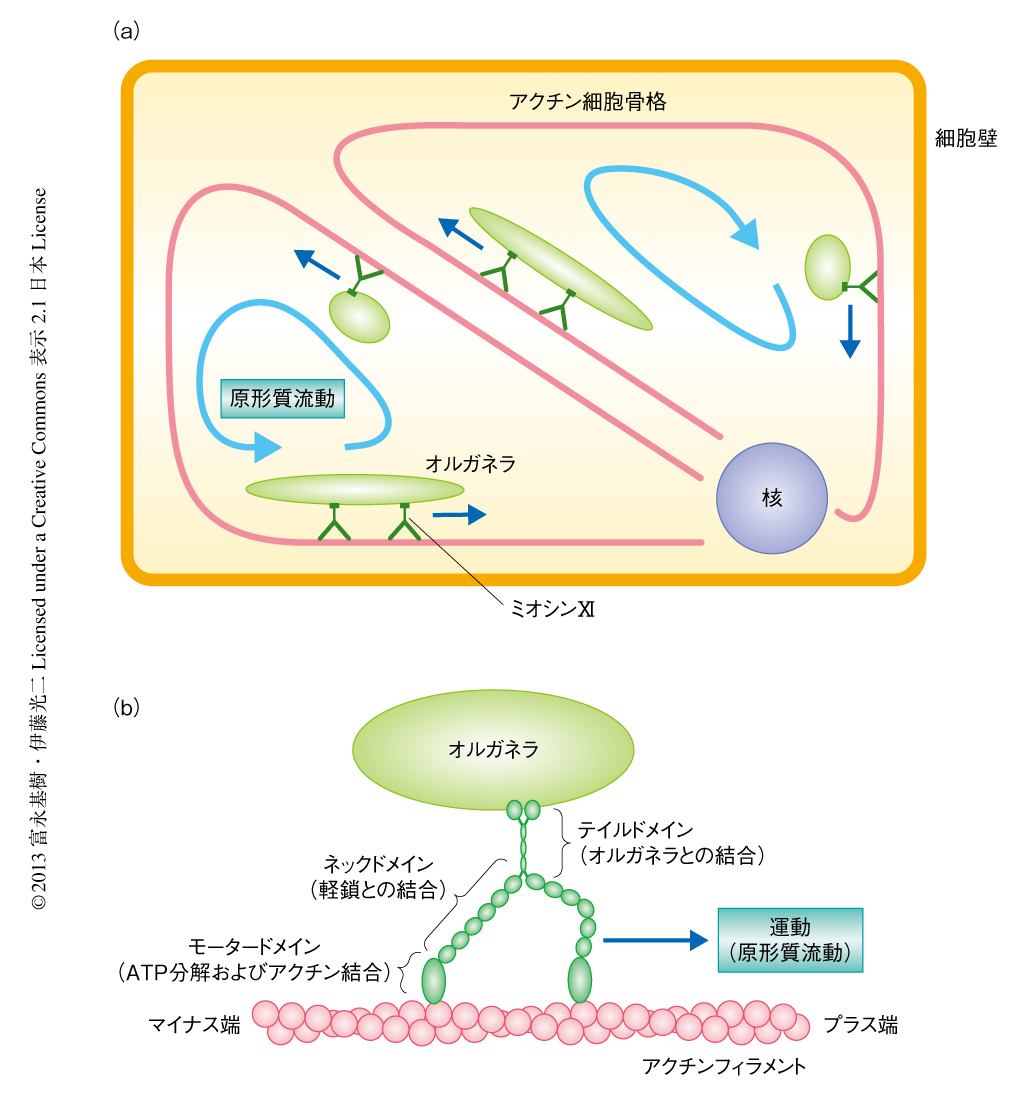 (a)
アクチン細胞骨格
細胞壁
原形質流動
オルガネラ
核
ミオシンⅪ
(b)
オルガネラ
テイルドメイン
(オルガネラとの結合)
ネックドメイン
(軽鎖との結合)
モータードメイン
(ATP分解およびアクチン結合)
運動
(原形質流動)
マイナス端
プラス端
アクチンフィラメント
©2013 富永基樹・伊藤光二 Licensed under a Creative Commons 表示 2.1 日本 License